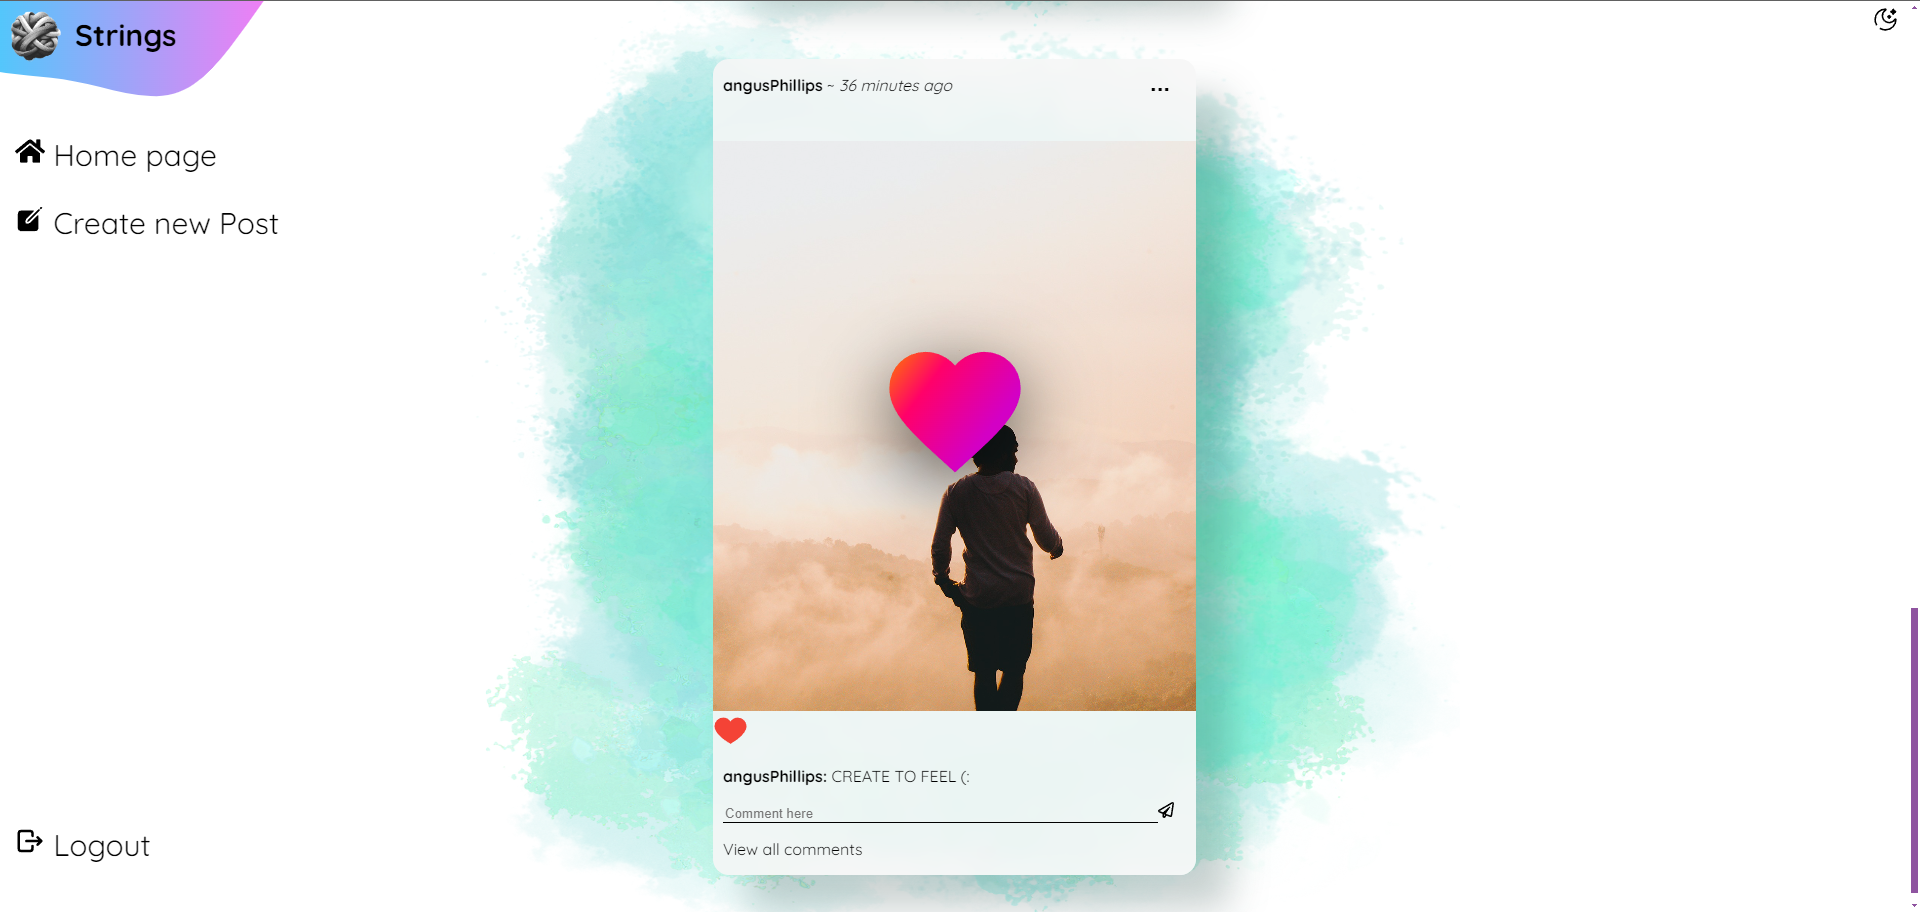 Strings
Home page
Create new Post
Logout
angusPhillips ~ 36 minutes ago
...
angusPhillips: CREATE TO FEEL (:
Comment here
View all comments